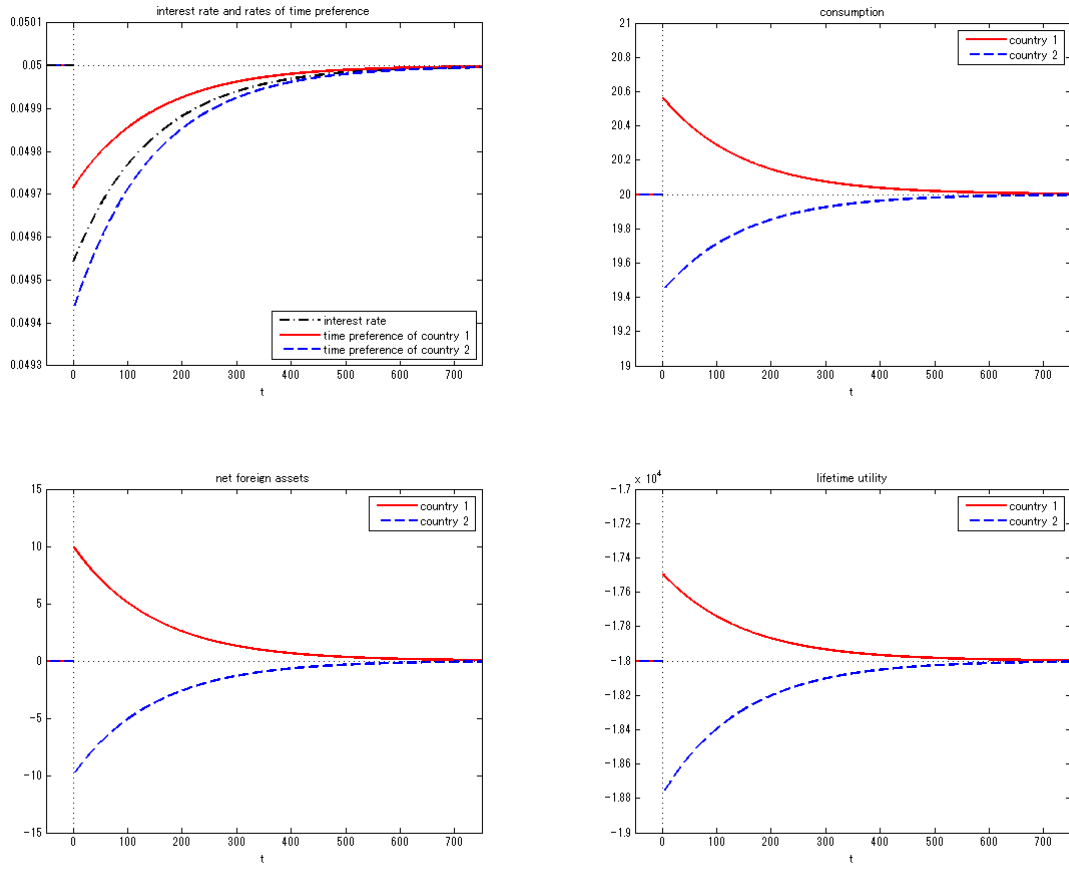 interest rate and rates of time preference
0.0501
0.05
0.0499
0.0498
0.0497
0.0496
0.0495
0.0494
0.0493
interest rate
time preference of country 1
time preference of country 2
0 100 200 300 400 500 600 700
t
consumption
21
20.8
20.6
20.4
20.2
20
19.8
19.6
19.4
19.2
19
country 1
country 2
0 100 200 300 400 500 600 700
t
net foreign assets
15
10
5
0
-5
-10
-15
country 1
country 2
0 100 200 300 400 500 600 700
t
lifetime utility
× 10^4
-1.7
-1.72
-1.74
-1.76
-1.78
-1.8
-1.82
-1.84
-1.86
-1.88
-1.9
country 1
country 2
0 100 200 300 400 500 600 700
t